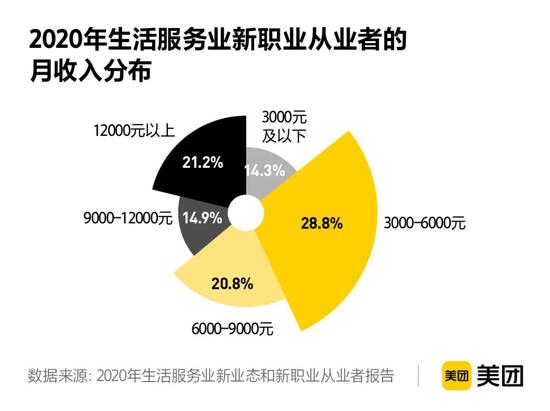 2020年生活服务业新职业从业者的
月收入分布
3000元
及以下
14.3%
3000-6000元
28.8%
6000-9000元
20.8%
9000-12000元
14.9%
12000元以上
21.2%
数据来源: 2020年生活服务业新业态和新职业从业者报告
美团
美团